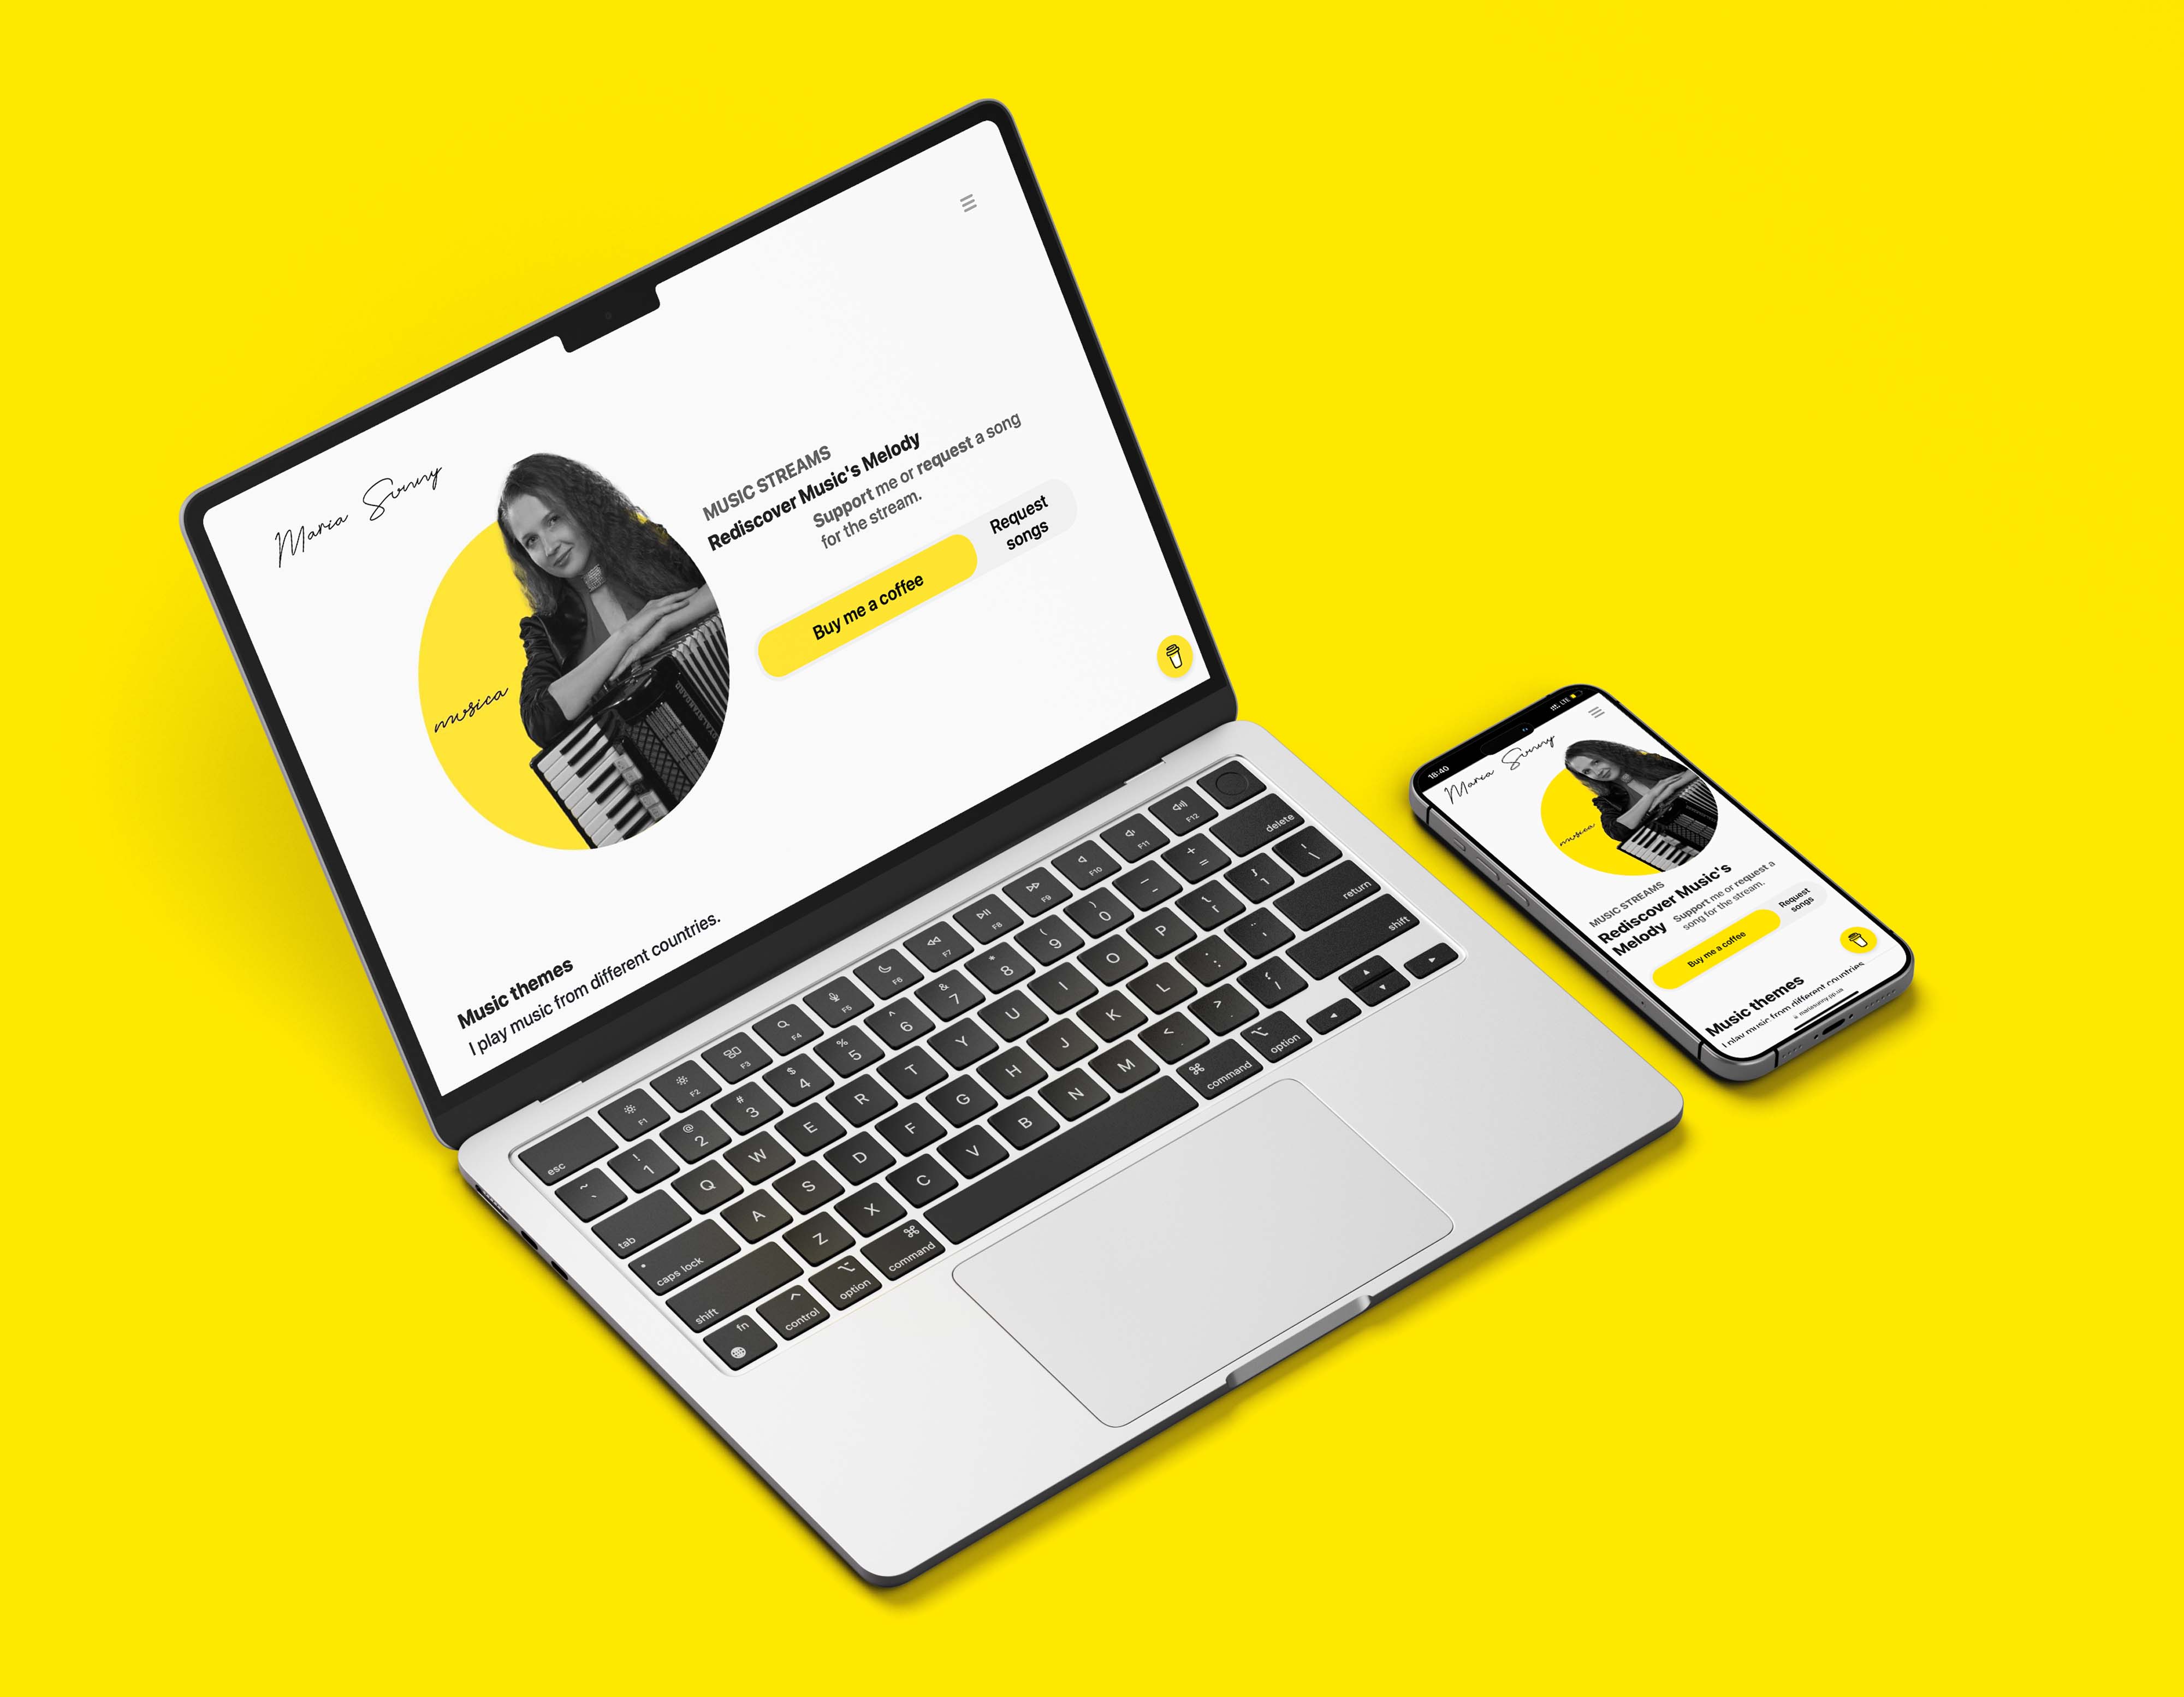 Maria Sunny
musica
MUSIC STREAMS
Rediscover Music's Melody
Support me or request a song
for the stream.
Buy me a coffee
Request
songs
Music themes
I play music from different countries.
esc
F1
F2
F3
F4
F5
F6
F7
F8
F9
F10
F11
F12
~ `
! 1
@ 2
# 3
$ 4
% 5
^ 6
& 7
* 8
( 9
) 0
_ -
+ =
delete
tab
Q W E R T Y U I O P
{ [
} ]
| \
caps lock
A S D F G H J K L
: ;
" '
return
shift
Z X C V B N M
< ,
> .
? /
shift
fn
control
option
command
command
option
18:40
LTE
Maria Sunny
musica
MUSIC STREAMS
Rediscover Music's
Melody
Support me or request a
song for the stream.
Buy me a coffee
Request
songs
Music themes
I play music from different countries
mariasunny.pp.ua